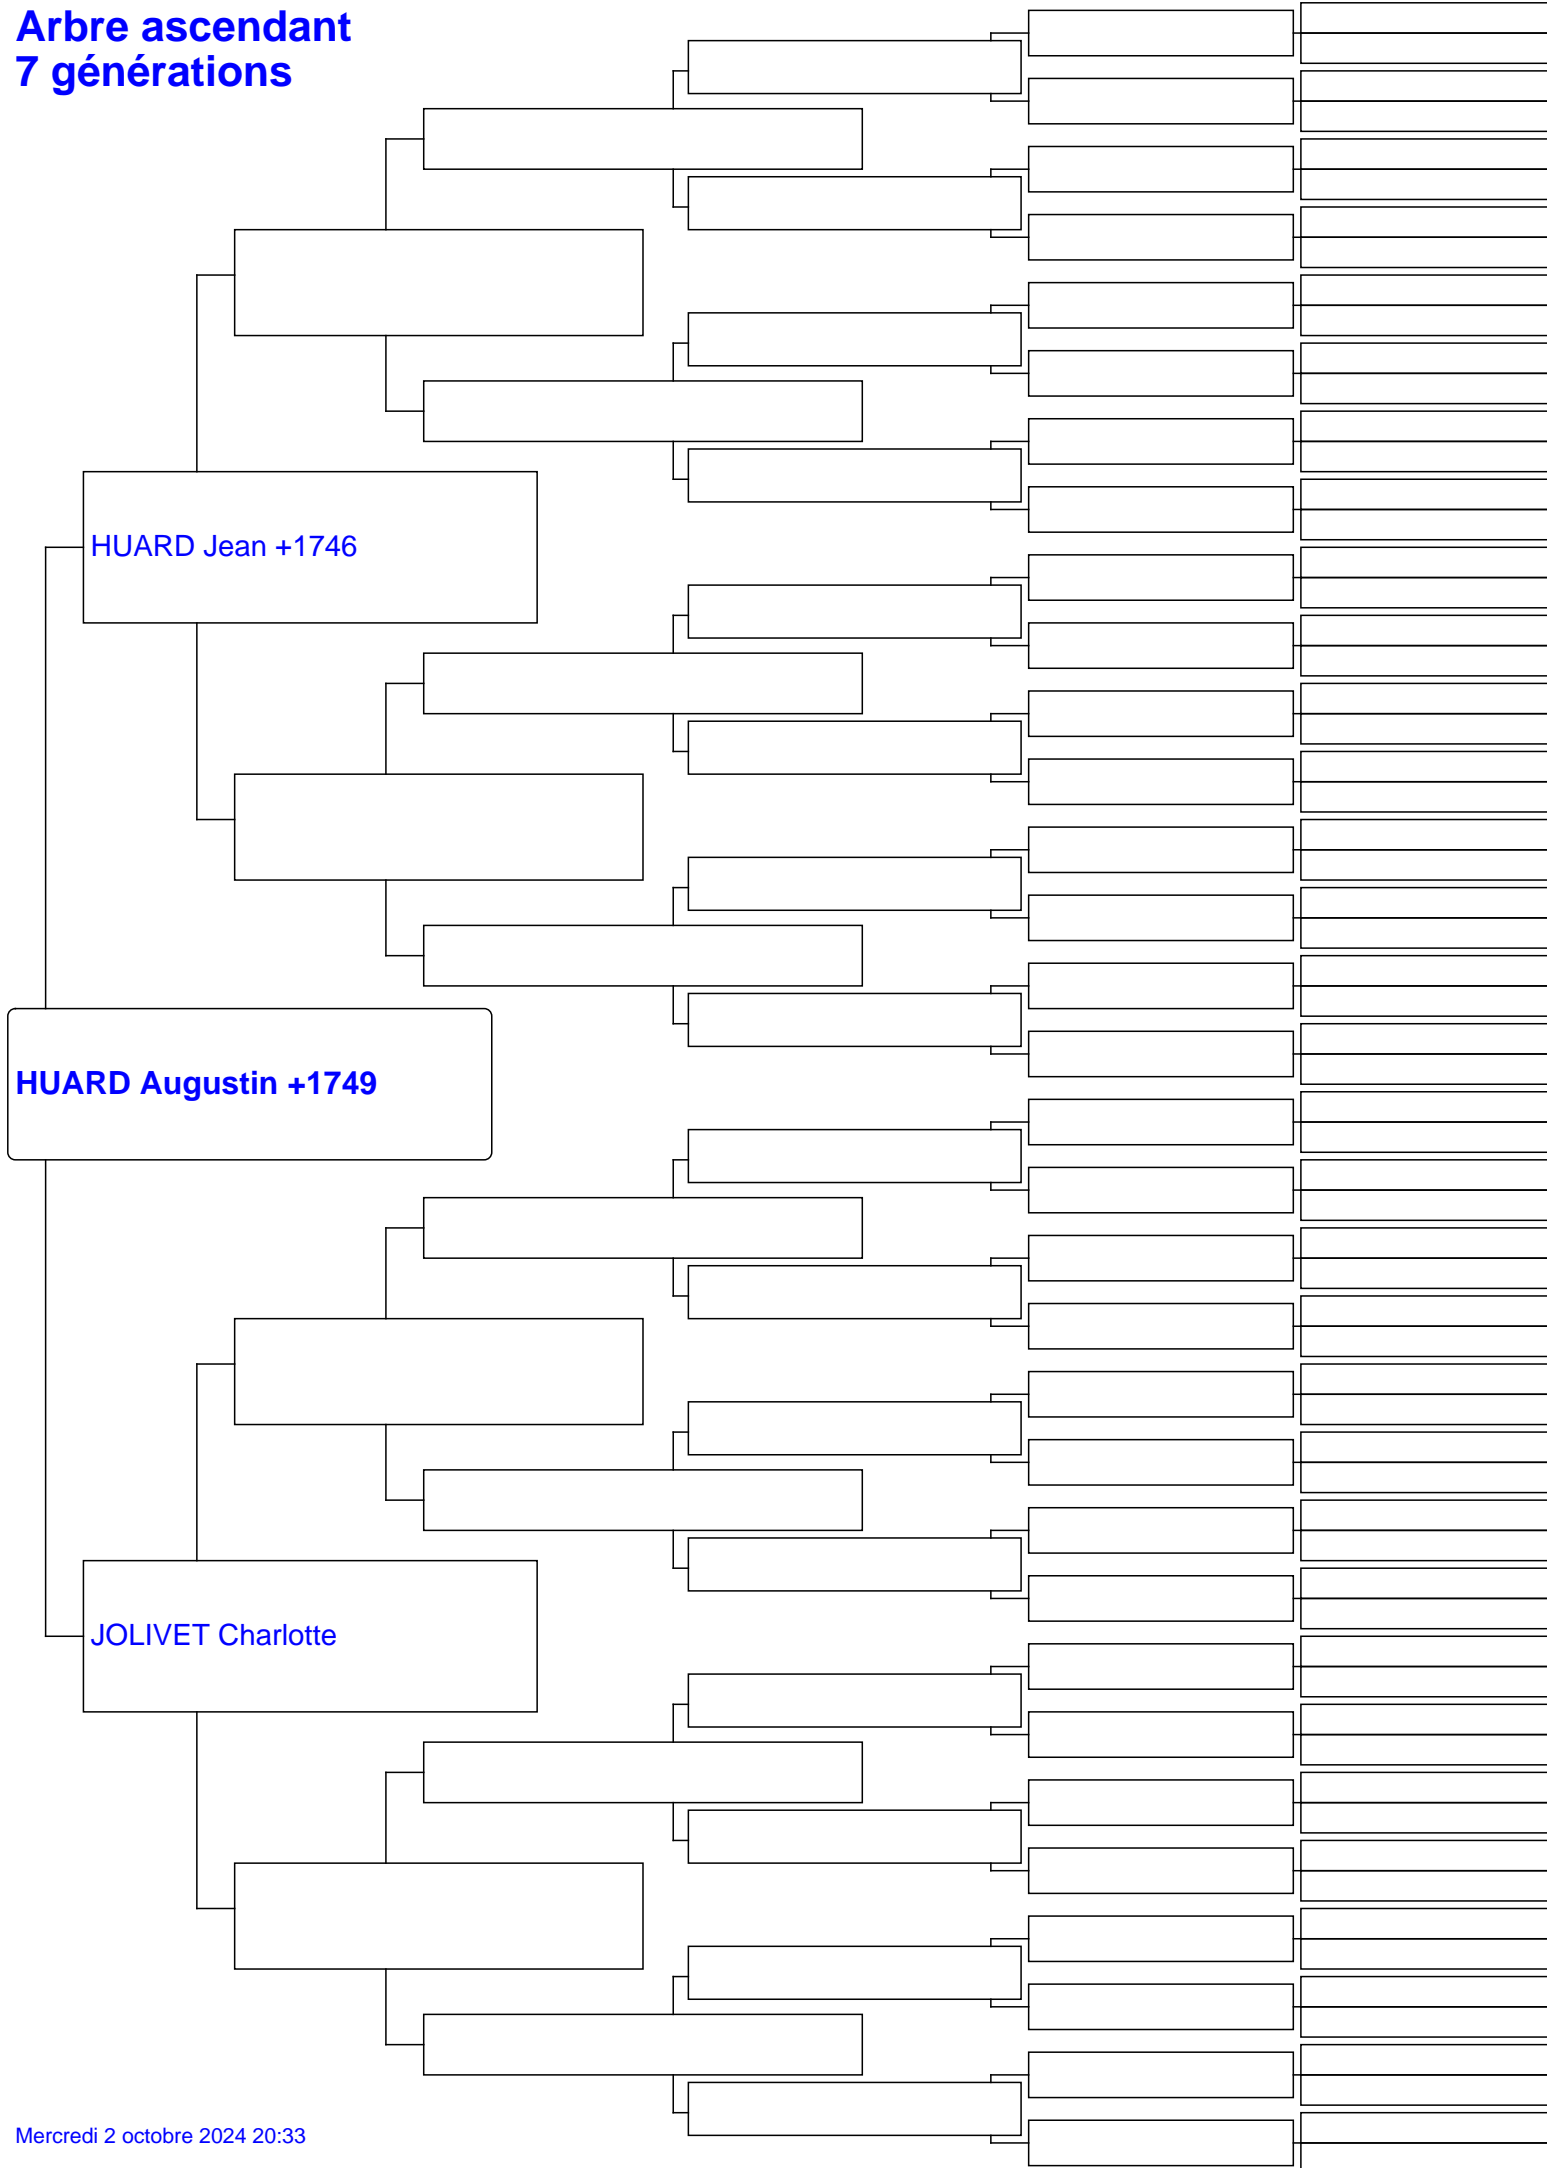 Arbre ascendant
7 générations
HUARD Jean +1746
HUARD Augustin +1749
JOLIVET Charlotte
Mercredi 2 octobre 2024 20:33